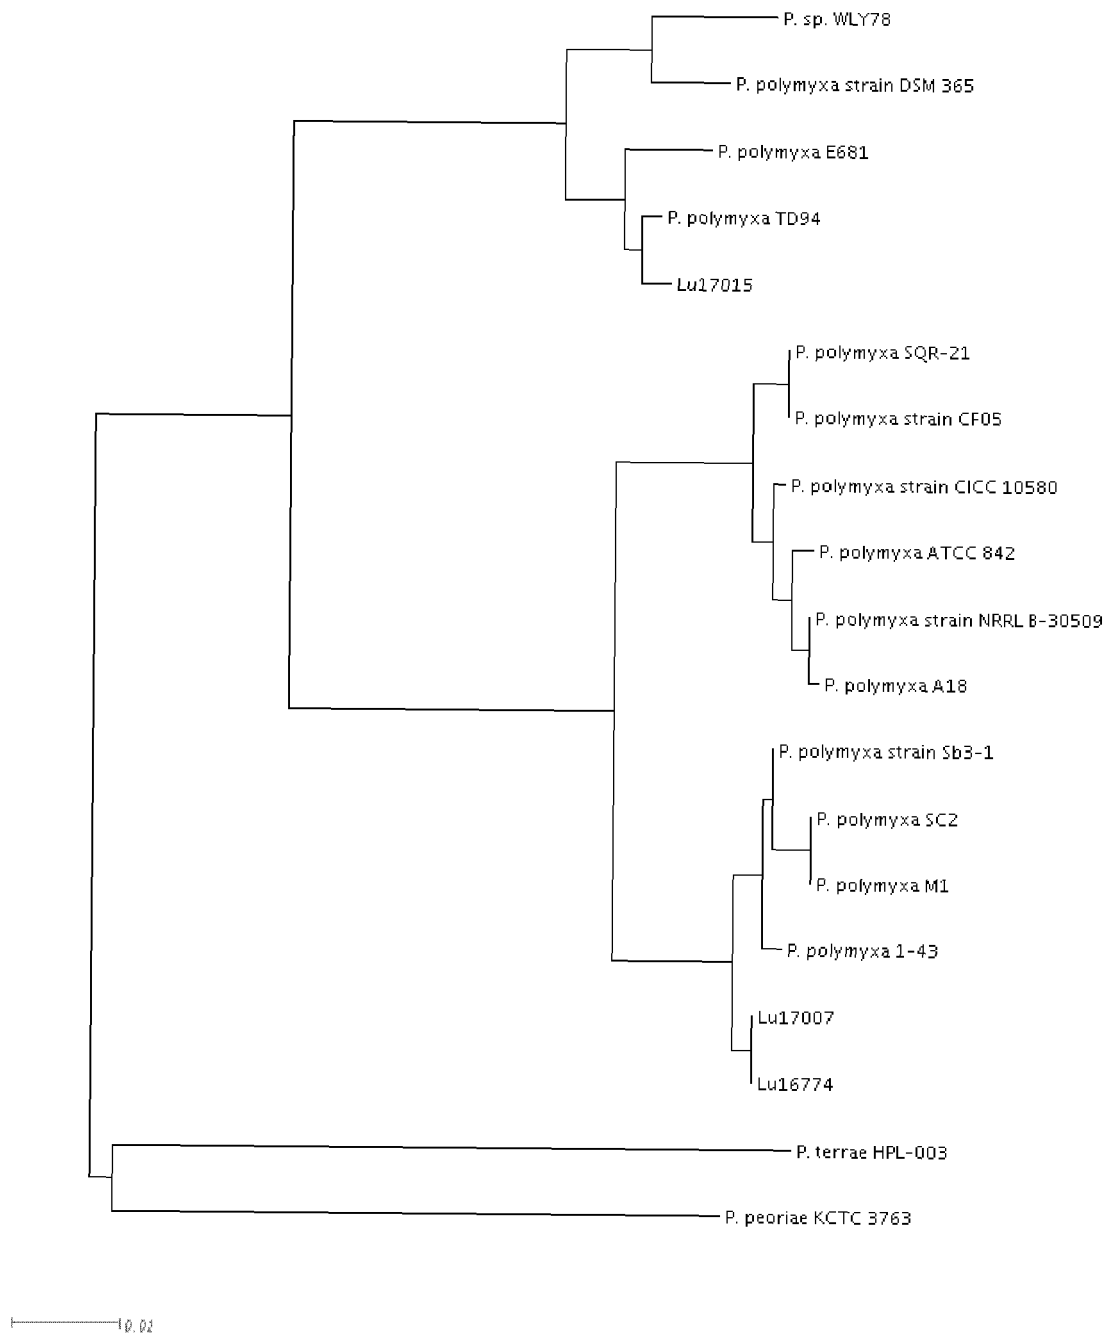 P. sp. WLY78
P. polymyxa strain DSM 365
P. polymyxa E681
P. polymyxa TD94
Lu17015
P. polymyxa SQR-21
P. polymyxa strain CF05
P. polymyxa strain CICC 10580
P. polymyxa ATCC 842
P. polymyxa strain NRRL B-30509
P. polymyxa A18
P. polymyxa strain Sb3-1
P. polymyxa SC2
P. polymyxa M1
P. polymyxa 1-43
Lu17007
Lu16774
P. terrae HPL-003
P. peoriae KCTC 3763
0.01